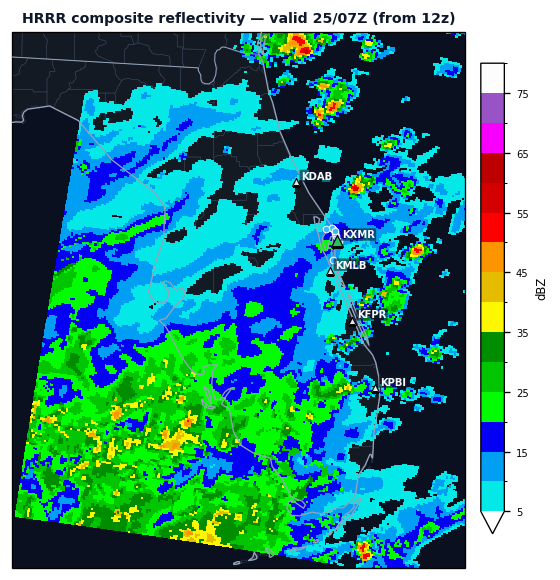 HRRR composite reflectivity — valid 25/07Z (from 12z)
KDAB
KXMR
KMLB
KFPR
KPBI
75
65
55
45
35
25
15
5
dBZ